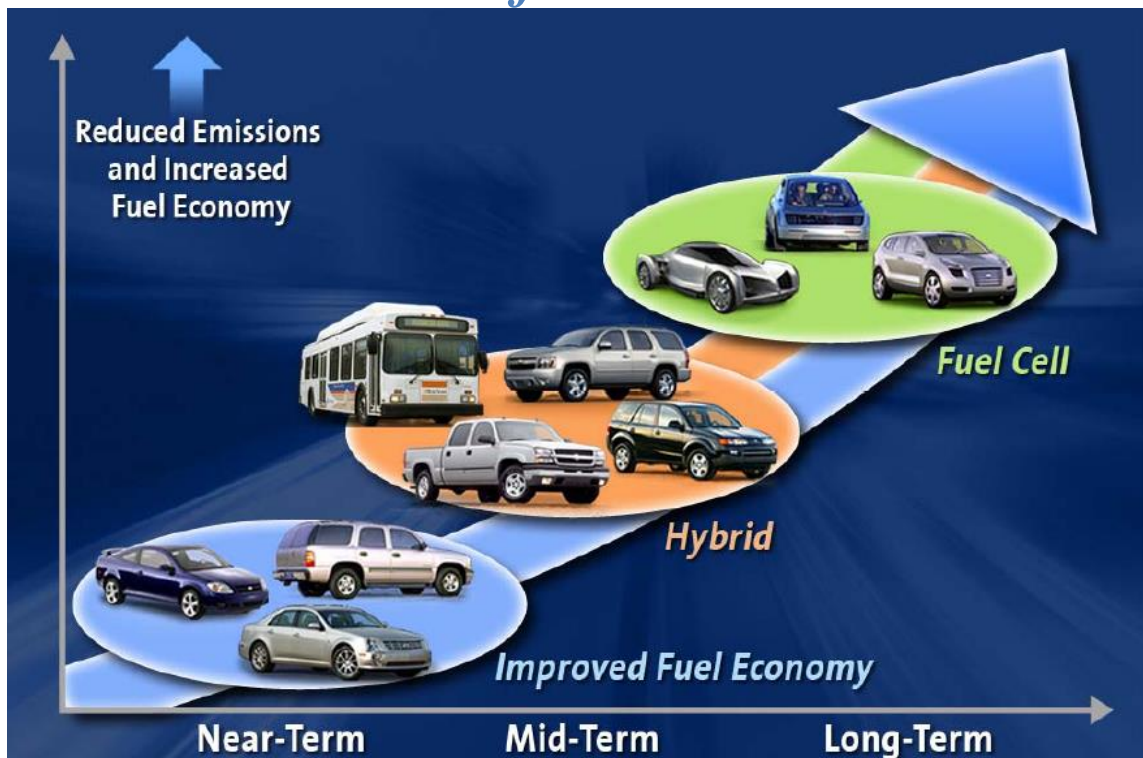 Reduced Emissions
and Increased
Fuel Economy
Fuel Cell
Hybrid
Improved Fuel Economy
Near-Term
Mid-Term
Long-Term